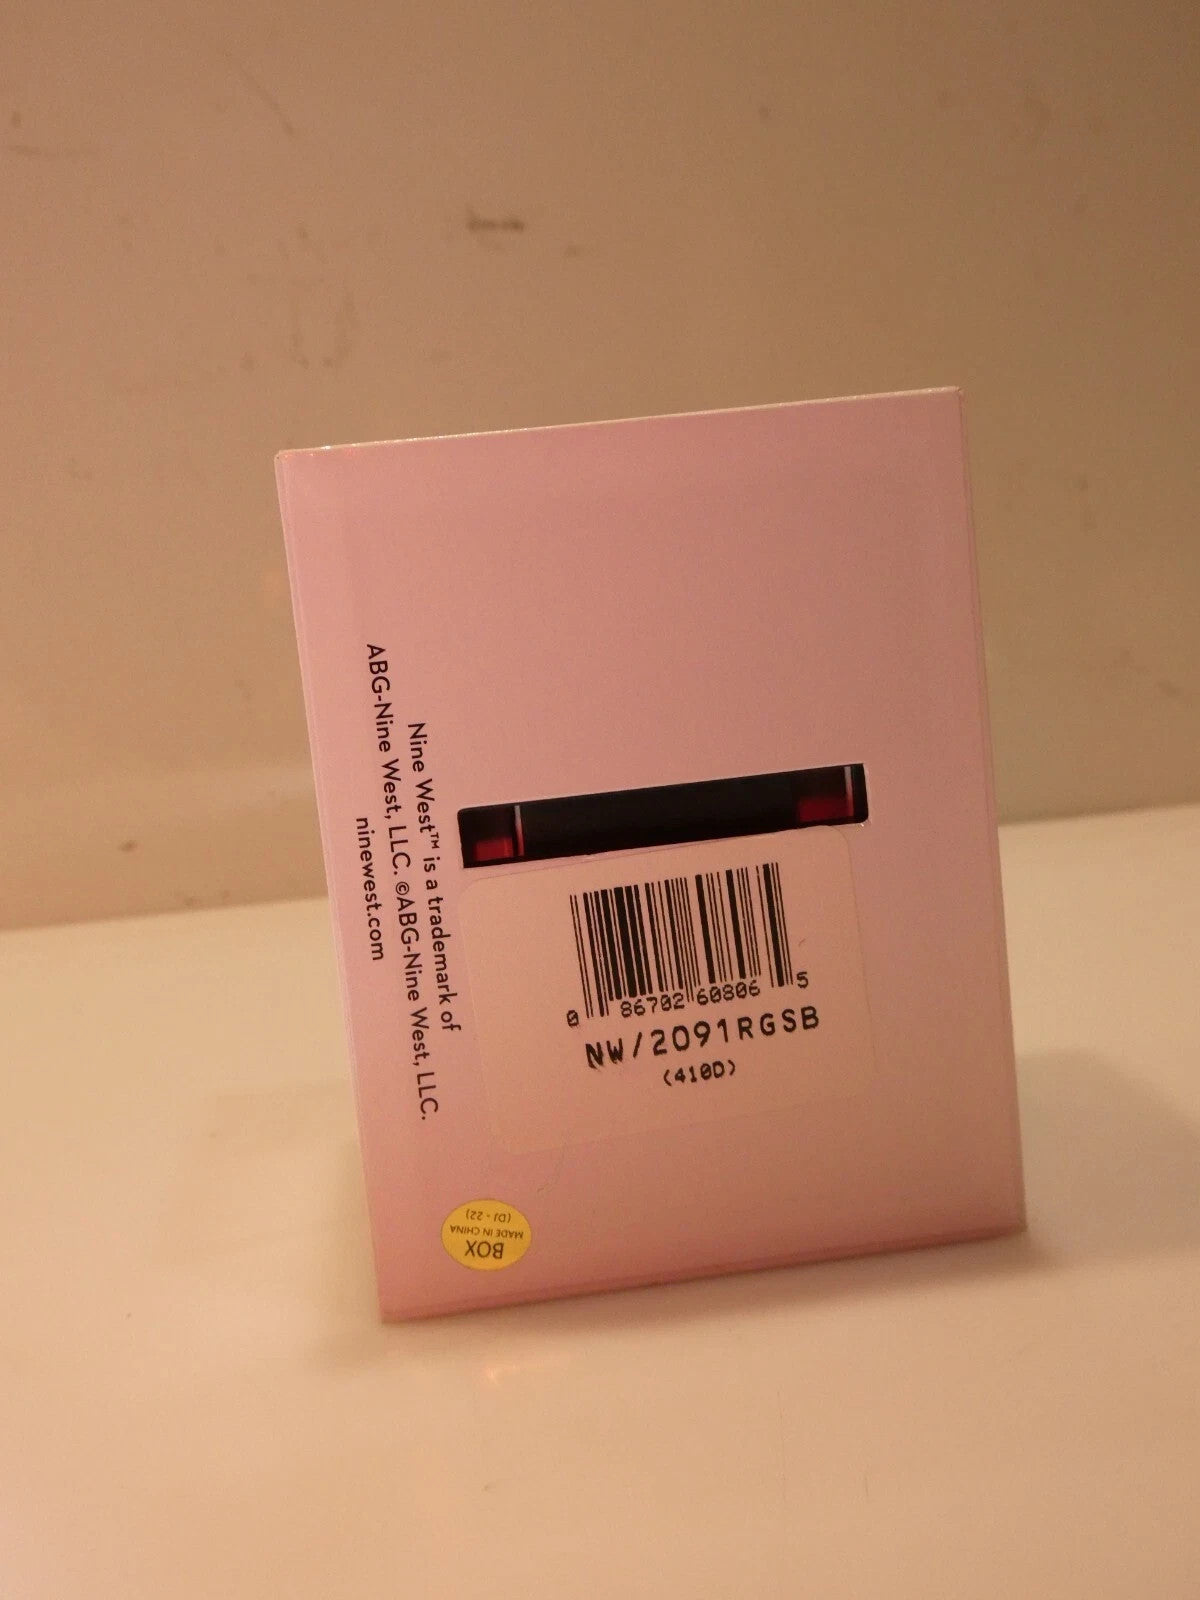 Nine West™ is a trademark of
ABG-Nine West, LLC. ©ABG-Nine West, LLC.
ninewest.com
0 86702 60806 5
NW/2091RGSB
(410D)
BOX
MADE IN CHINA
(DJ - 22)